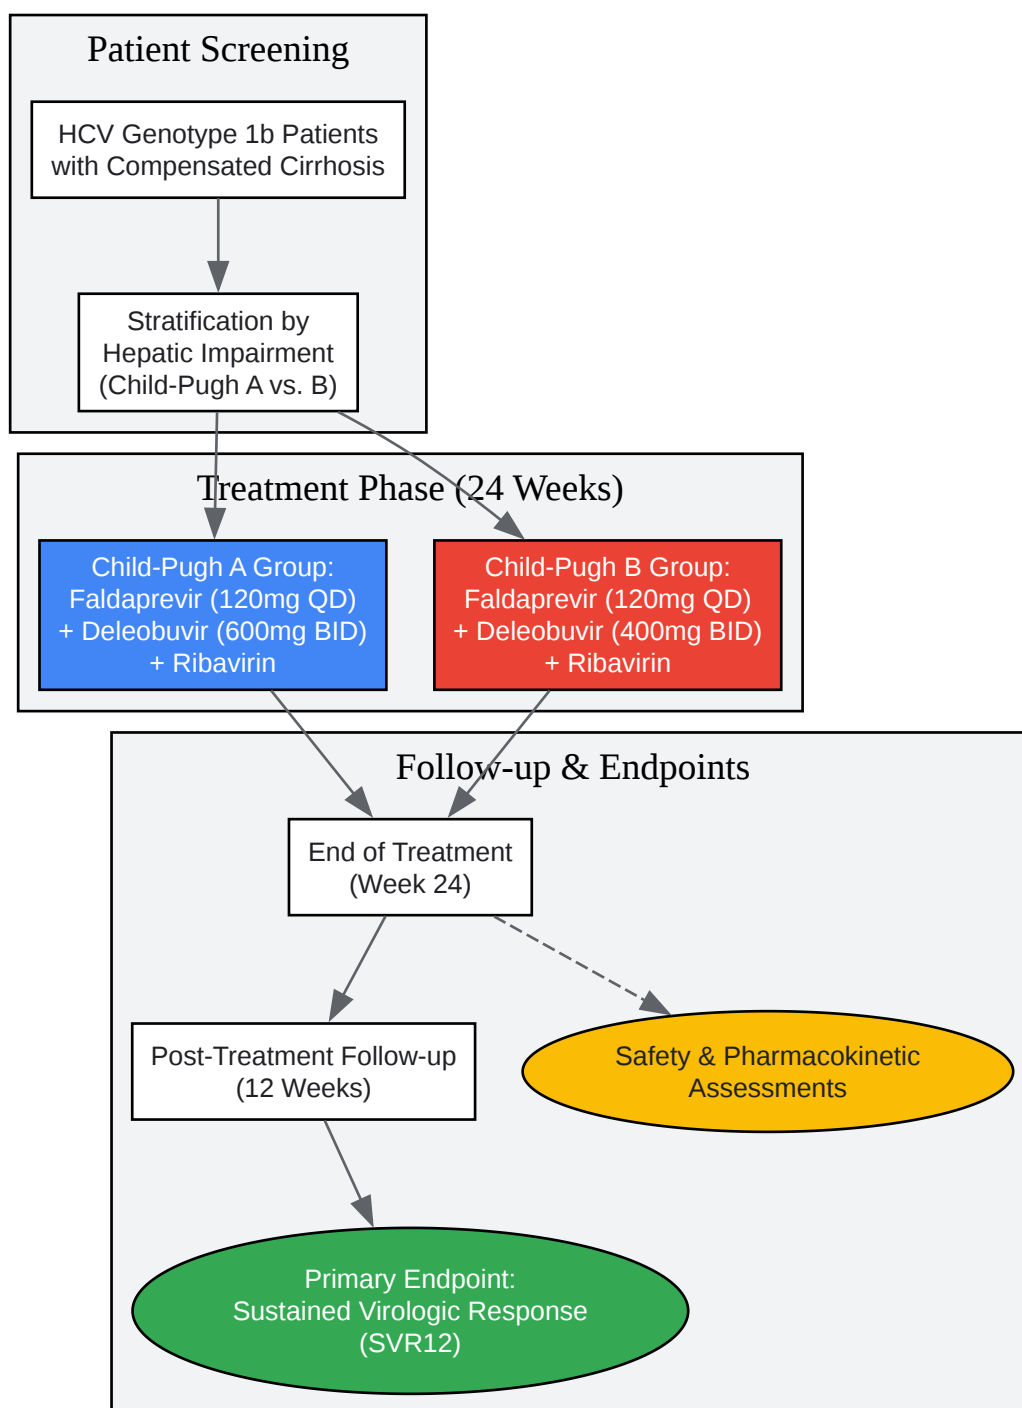 Patient Screening
HCV Genotype 1b Patients
with Compensated Cirrhosis
Stratification by
Hepatic Impairment
(Child-Pugh A vs. B)
Treatment Phase (24 Weeks)
Child-Pugh A Group:
Faldaprevir (120mg QD)
+ Deleobuvir (600mg BID)
+ Ribavirin
Child-Pugh B Group:
Faldaprevir (120mg QD)
+ Deleobuvir (400mg BID)
+ Ribavirin
Follow-up & Endpoints
End of Treatment
(Week 24)
Post-Treatment Follow-up
(12 Weeks)
Safety & Pharmacokinetic
Assessments
Primary Endpoint:
Sustained Virologic Response
(SVR12)